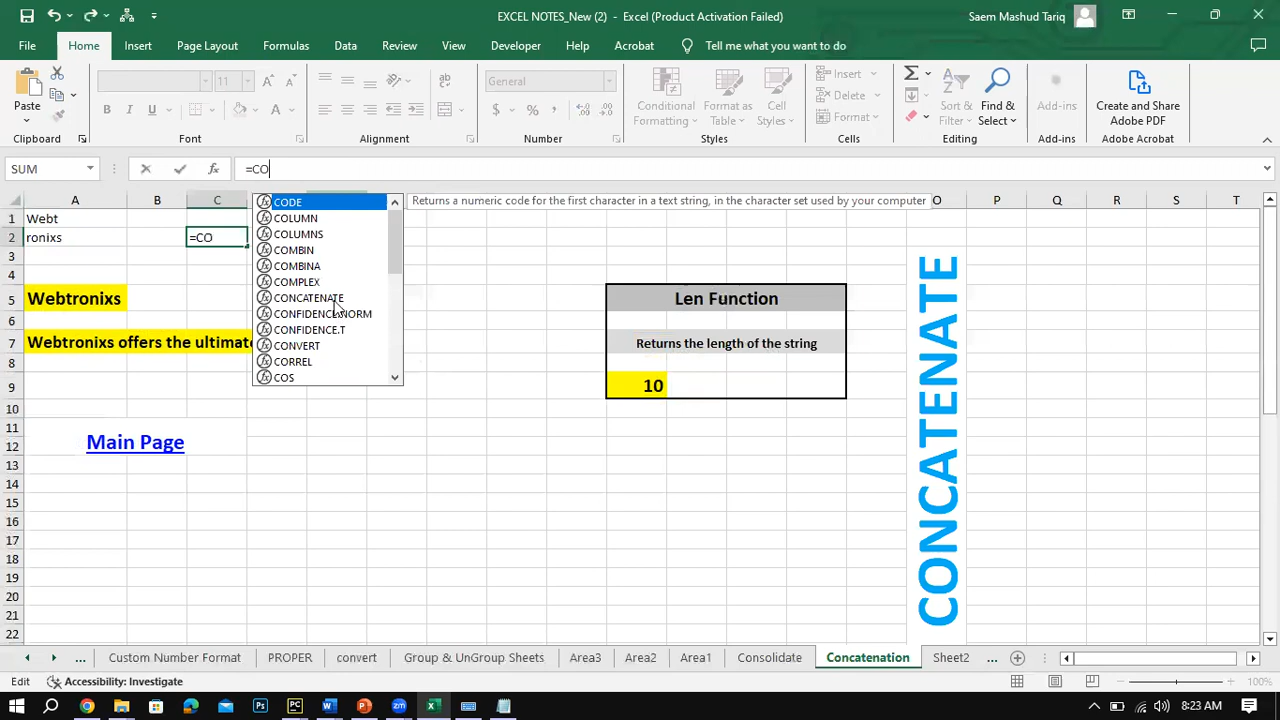 EXCEL NOTES_New (2) - Excel (Product Activation Failed)
Saem Mashud Tariq
File Home Insert Page Layout Formulas Data Review View Developer Help Acrobat Tell me what you want to do
Paste
11
General
Conditional Formatting
Format as Table
Cell Styles
Insert
Delete
Format
Sort & Filter
Find & Select
Add-ins
Create and Share Adobe PDF
Clipboard Font Alignment Number Styles Cells Editing Add-ins Adobe Acrobat
SUM
=CO
A B C O P Q R S T
1 Webt
2 ronixs =CO
3
4
5 Webtronixs
6
7 Webtronixs offers the ultimat
8
9
10
11
12
13
14
15
16
17
18
19
20
21
22
CODE
COLUMN
COLUMNS
COMBIN
COMBINA
COMPLEX
CONCATENATE
CONFIDENCE.NORM
CONFIDENCE.T
CONVERT
CORREL
COS
Returns a numeric code for the first character in a text string, in the character set used by your computer
Len Function
Returns the length of the string
10
Main Page
CONCATENATE
... Custom Number Format PROPER convert Group & UnGroup Sheets Area3 Area2 Area1 Consolidate Concatenation Sheet2 ...
Edit Accessibility: Investigate
100%
8:23 AM